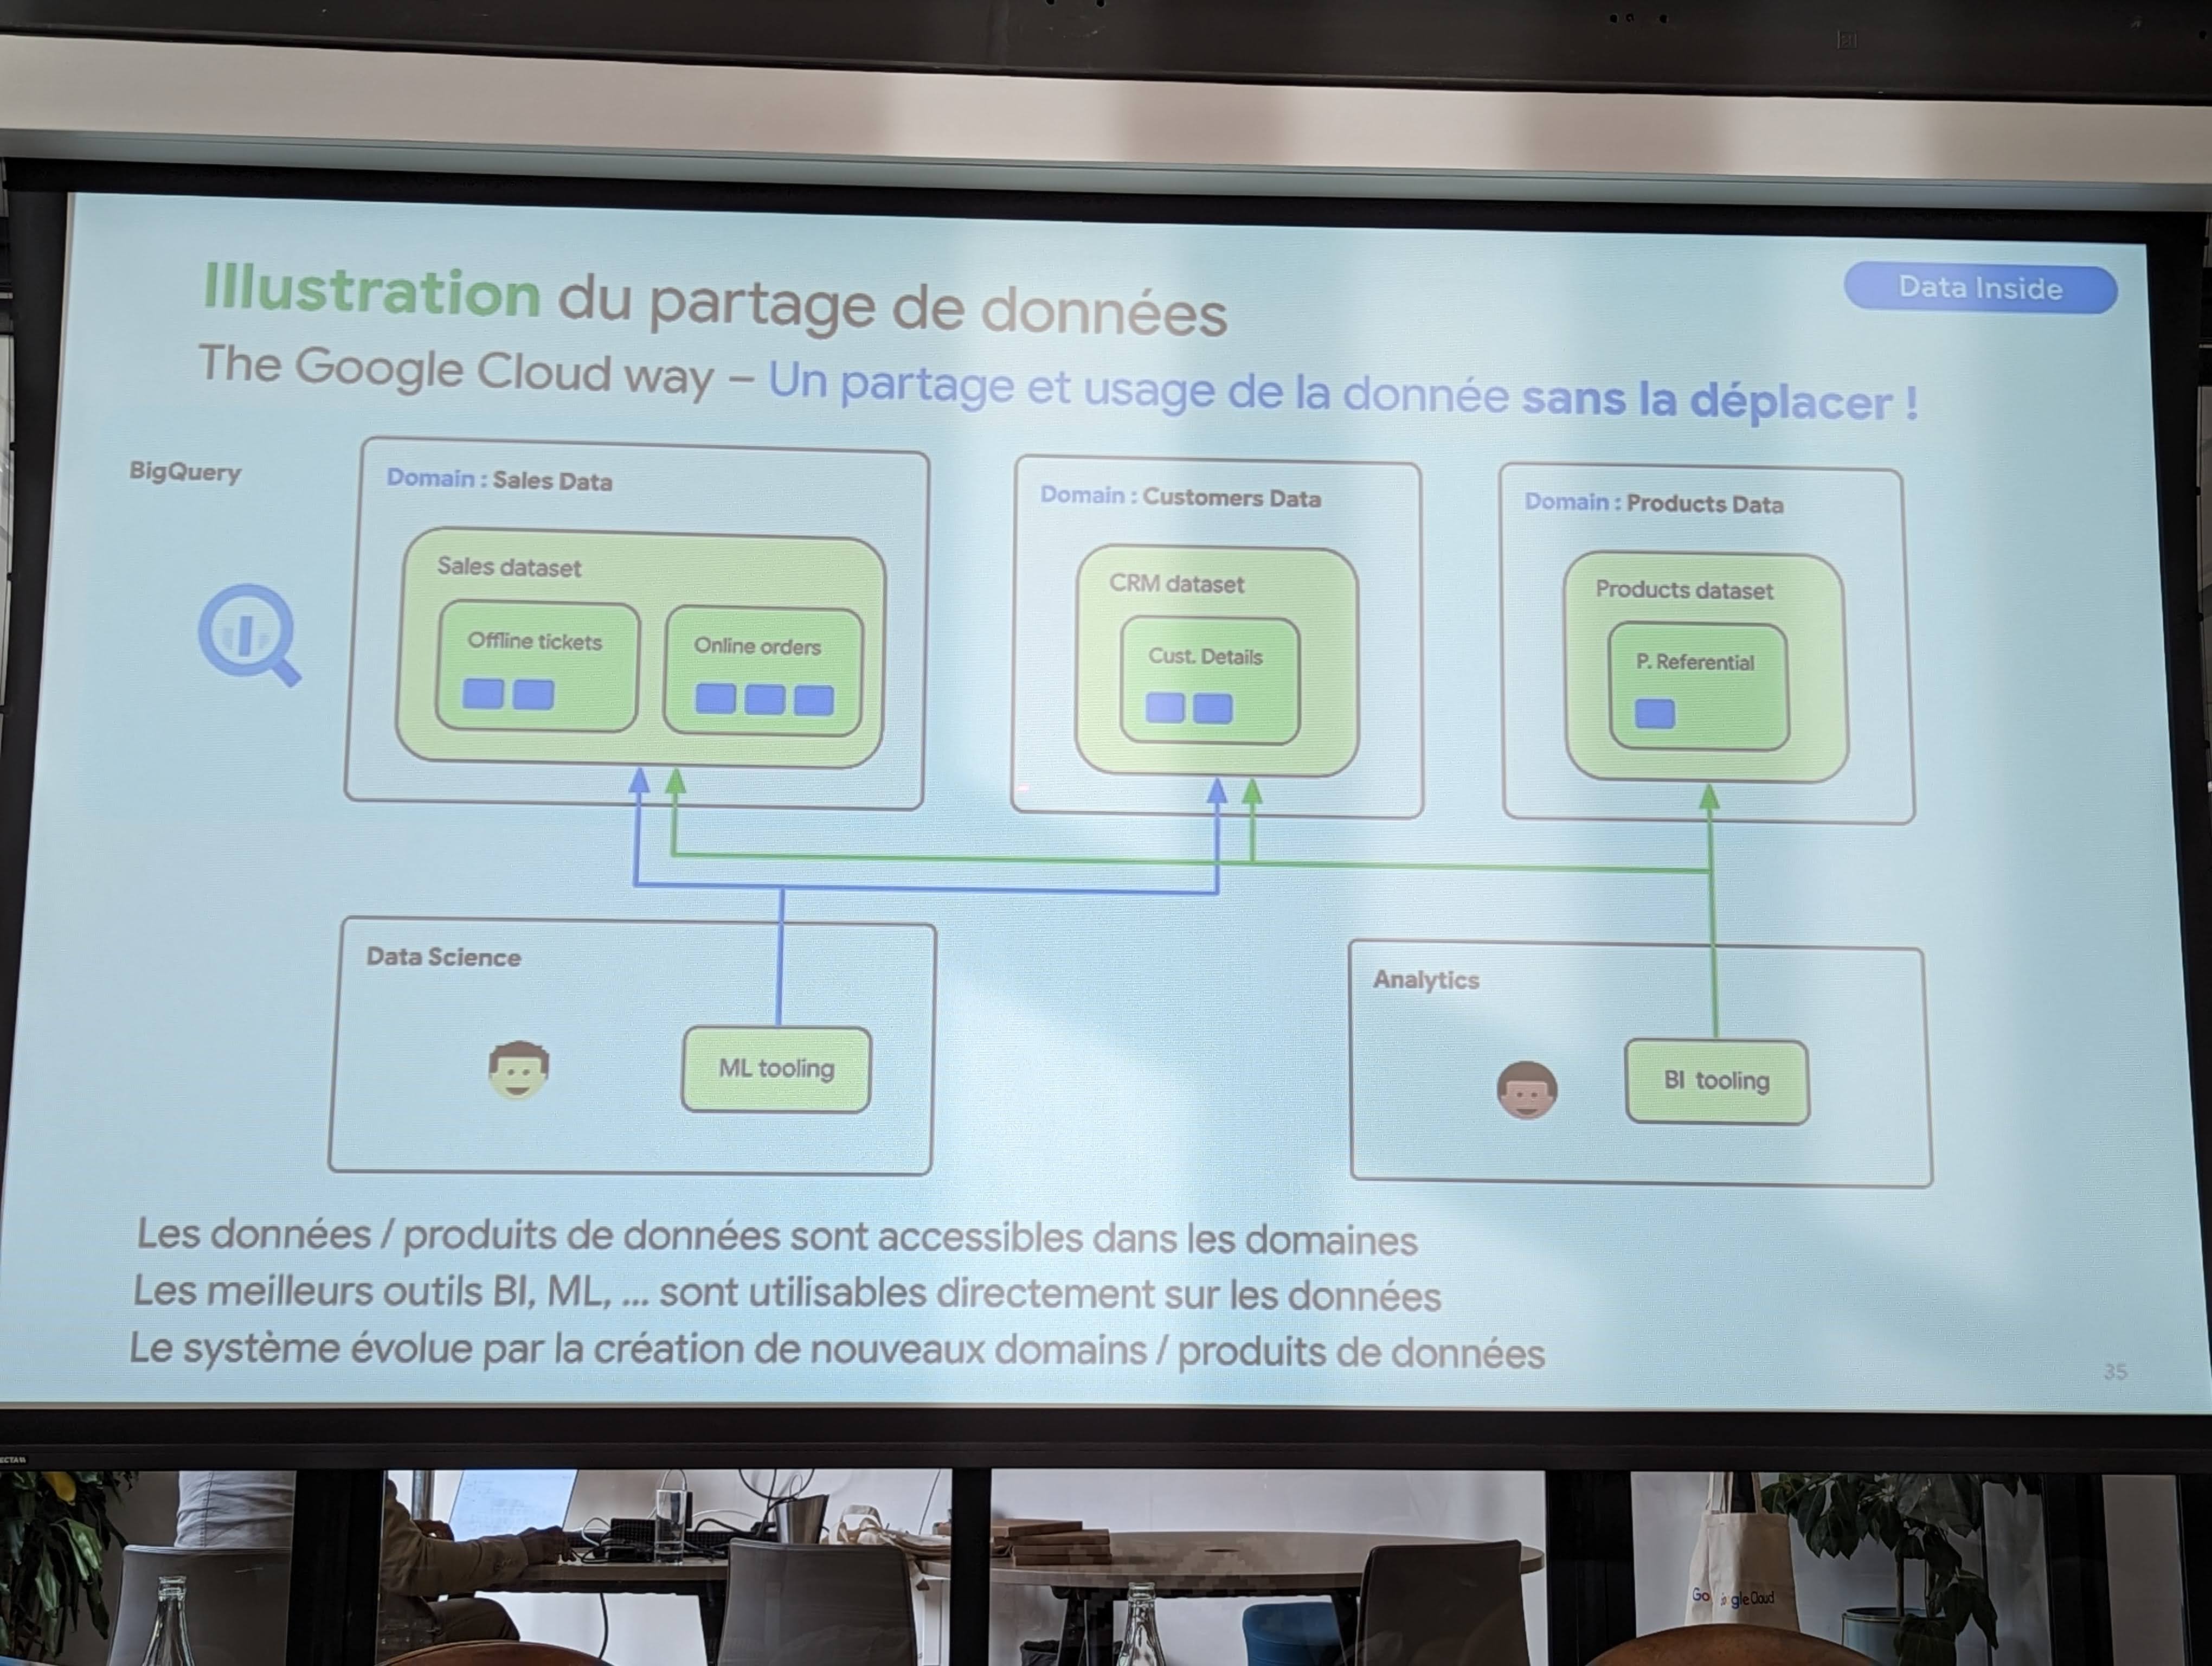 Illustration du partage de données
Data Inside
The Google Cloud way – Un partage et usage de la donnée sans la déplacer !
BigQuery
Domain : Sales Data
Sales dataset
Offline tickets
Online orders
Domain : Customers Data
CRM dataset
Cust. Details
Domain : Products Data
Products dataset
P. Referential
Data Science
ML tooling
Analytics
BI tooling
Les données / produits de données sont accessibles dans les domaines
Les meilleurs outils BI, ML, ... sont utilisables directement sur les données
Le système évolue par la création de nouveaux domains / produits de données
35